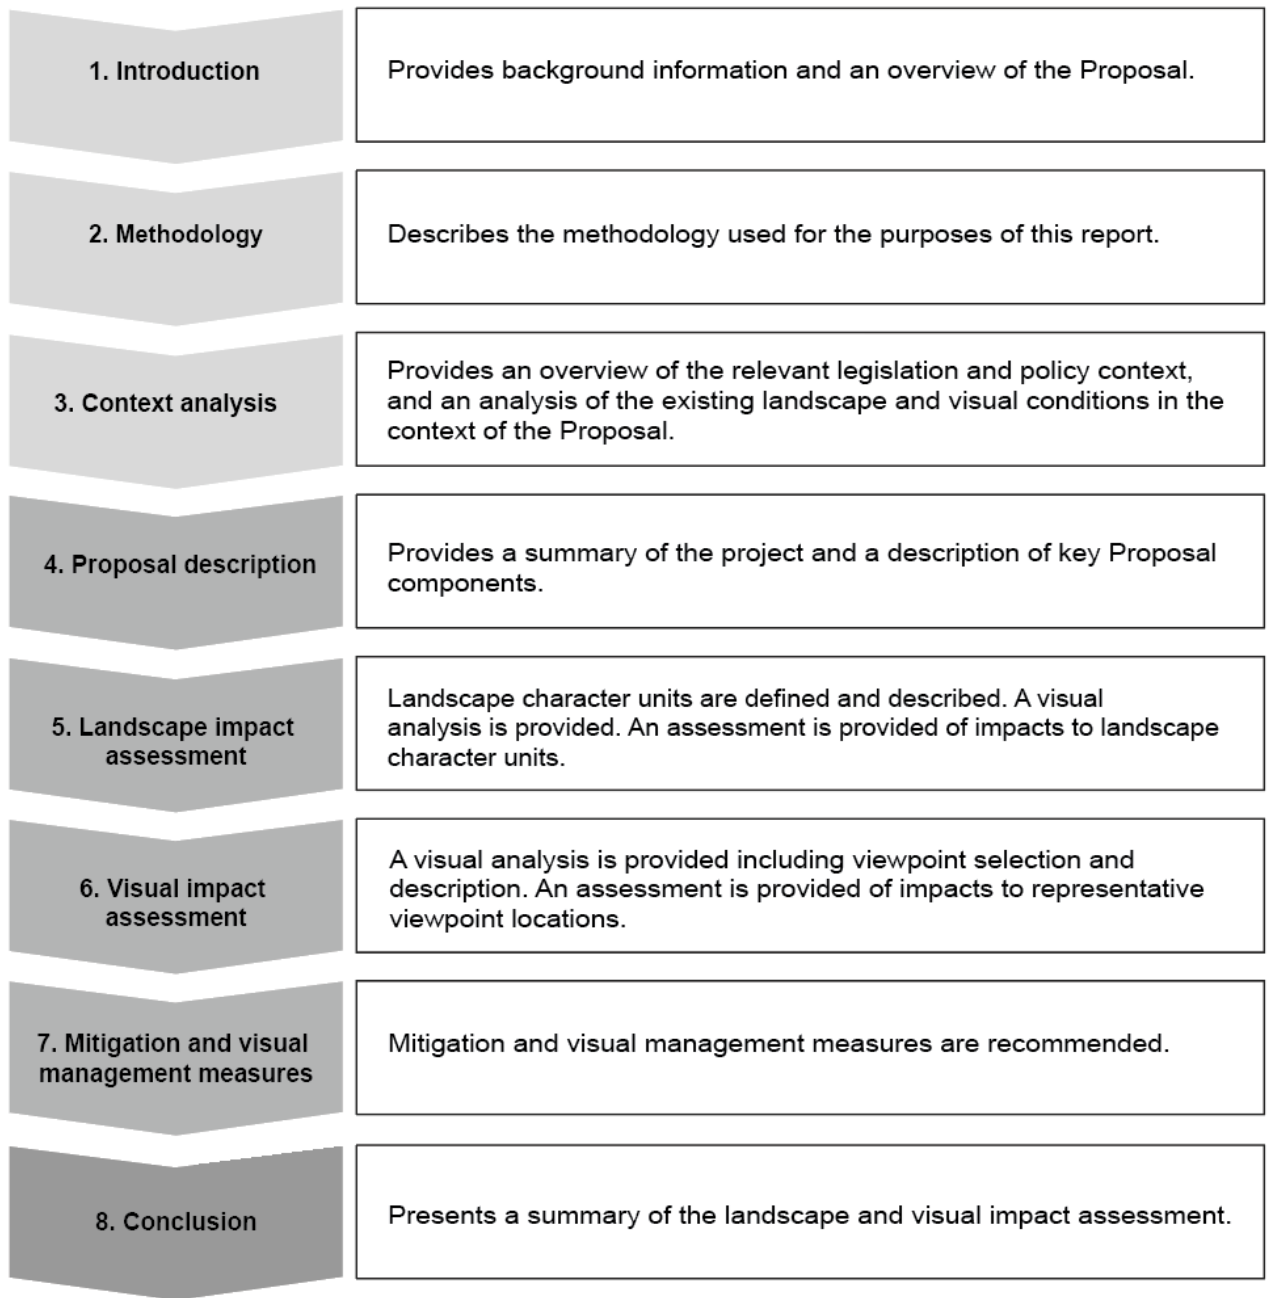 1. Introduction
Provides background information and an overview of the Proposal.
2. Methodology
Describes the methodology used for the purposes of this report.
3. Context analysis
Provides an overview of the relevant legislation and policy context,
and an analysis of the existing landscape and visual conditions in the
context of the Proposal.
4. Proposal description
Provides a summary of the project and a description of key Proposal
components.
5. Landscape impact
assessment
Landscape character units are defined and described. A visual
analysis is provided. An assessment is provided of impacts to landscape
character units.
6. Visual impact
assessment
A visual analysis is provided including viewpoint selection and
description. An assessment is provided of impacts to representative
viewpoint locations.
7. Mitigation and visual
management measures
Mitigation and visual management measures are recommended.
8. Conclusion
Presents a summary of the landscape and visual impact assessment.